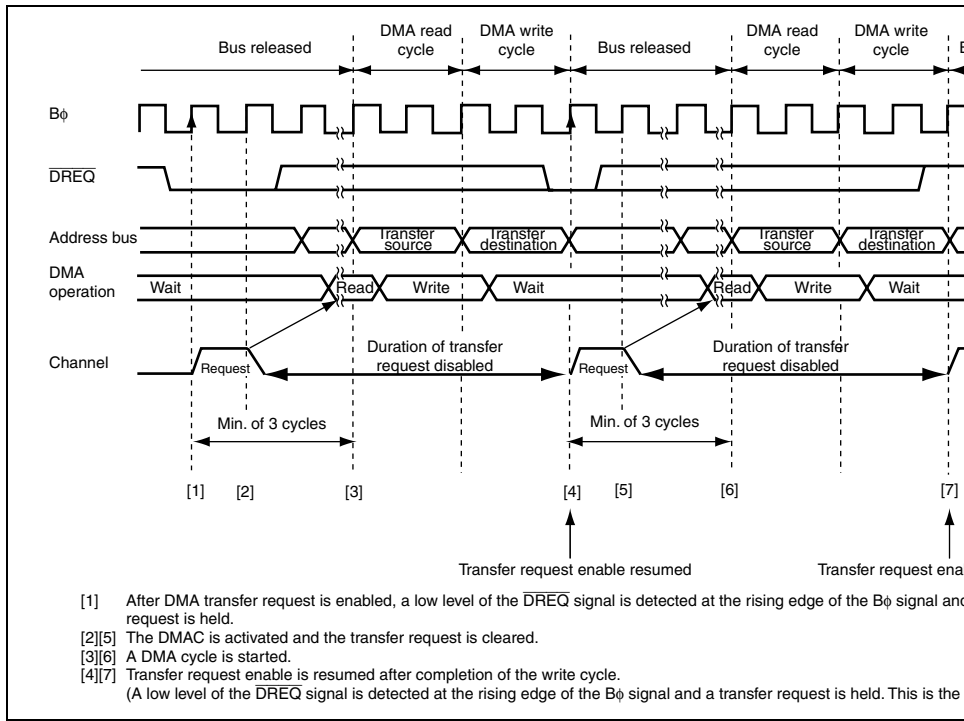 Bus released DMA read cycle DMA write cycle Bus released DMA read cycle DMA write cycle
Bϕ
DREQ
Address bus Transfer source Transfer destination Transfer source Transfer destination
DMA operation Wait Read Write Wait Read Write Wait
Channel Request Duration of transfer request disabled Request Duration of transfer request disabled
Min. of 3 cycles Min. of 3 cycles
[1] [2] [3] [4] [5] [6] [7]
Transfer request enable resumed Transfer request
[1] After DMA transfer request is enabled, a low level of the DREQ signal is detected at the rising edge of the Bϕ signal and
request is held.
[2][5] The DMAC is activated and the transfer request is cleared.
[3][6] A DMA cycle is started.
[4][7] Transfer request enable is resumed after completion of the write cycle.
(A low level of the DREQ signal is detected at the rising edge of the Bϕ signal and a transfer request is held. This is the